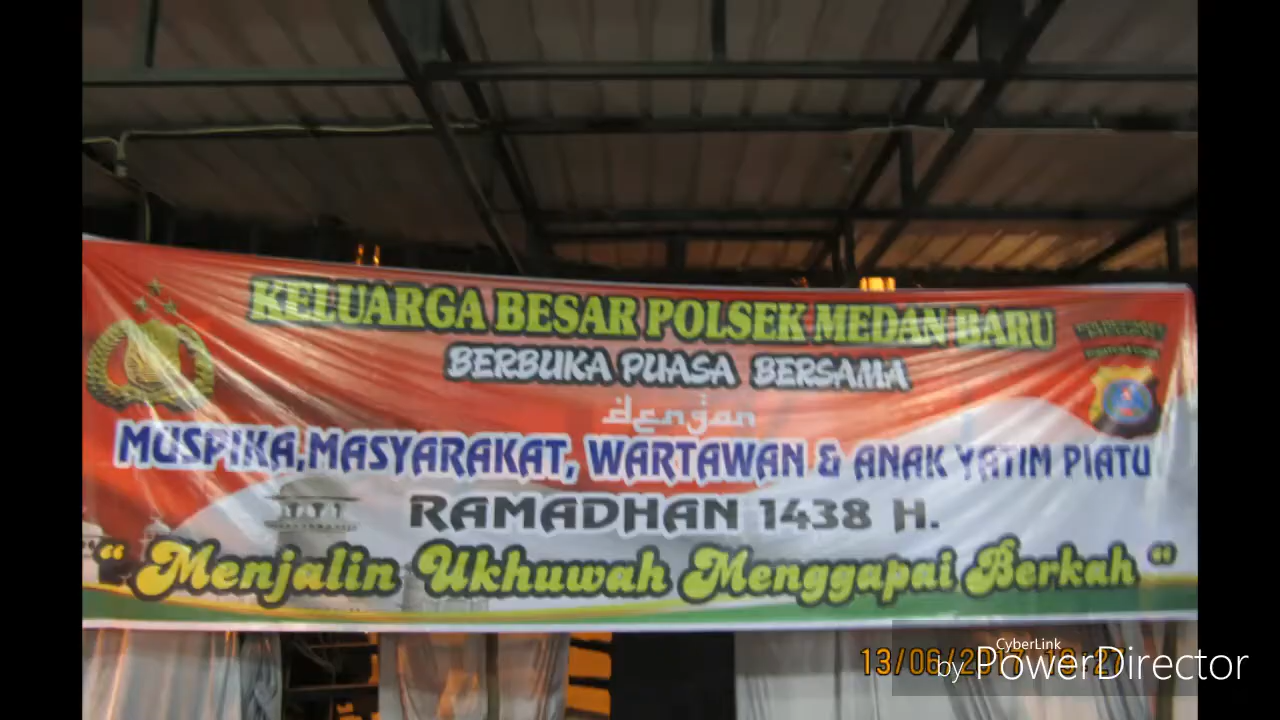 KELUARGA BESAR POLSEK MEDAN BARU
BERBUKA PUASA BERSAMA
dengan
MUSPIKA, MASYARAKAT, WARTAWAN & ANAK YATIM PIATU
RAMADHAN 1438 H.
“ Menjalin Ukhuwah Menggapai Berkah “
13/06/2017
CyberLink
by PowerDirector